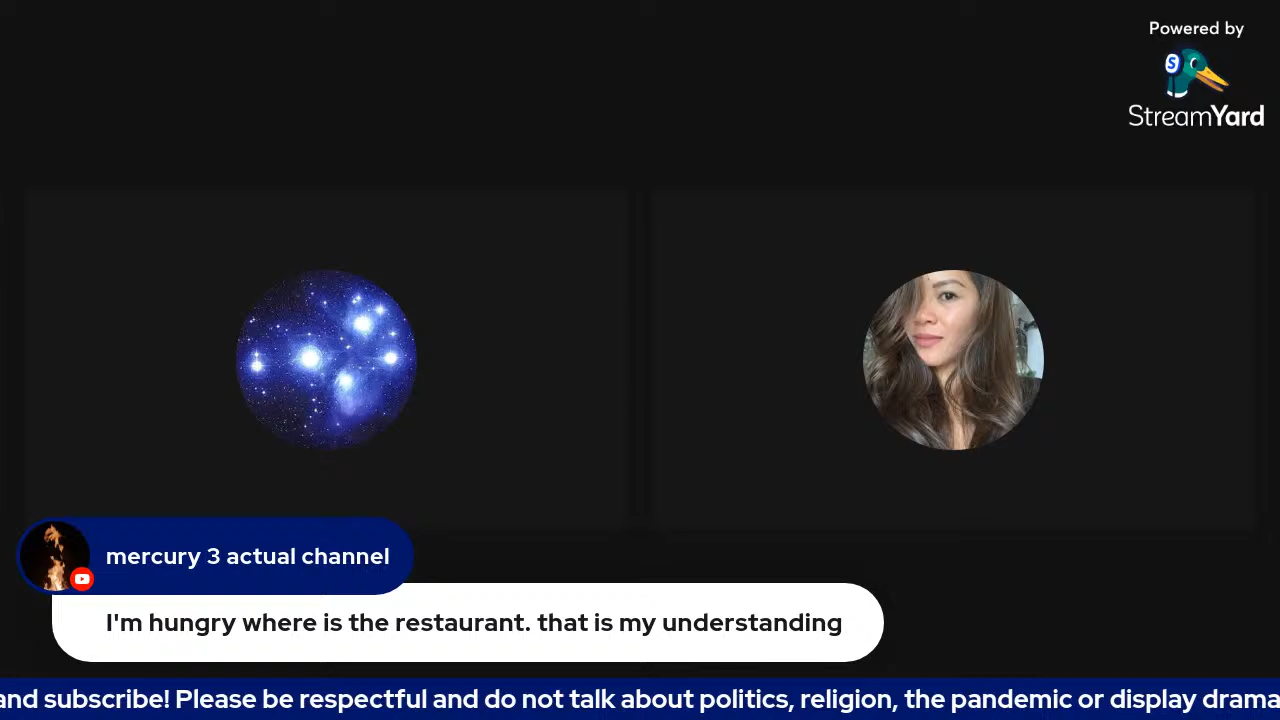 Powered by
StreamYard
mercury 3 actual channel
I'm hungry where is the restaurant. that is my understanding
and subscribe! Please be respectful and do not talk about politics, religion, the pandemic or display drama